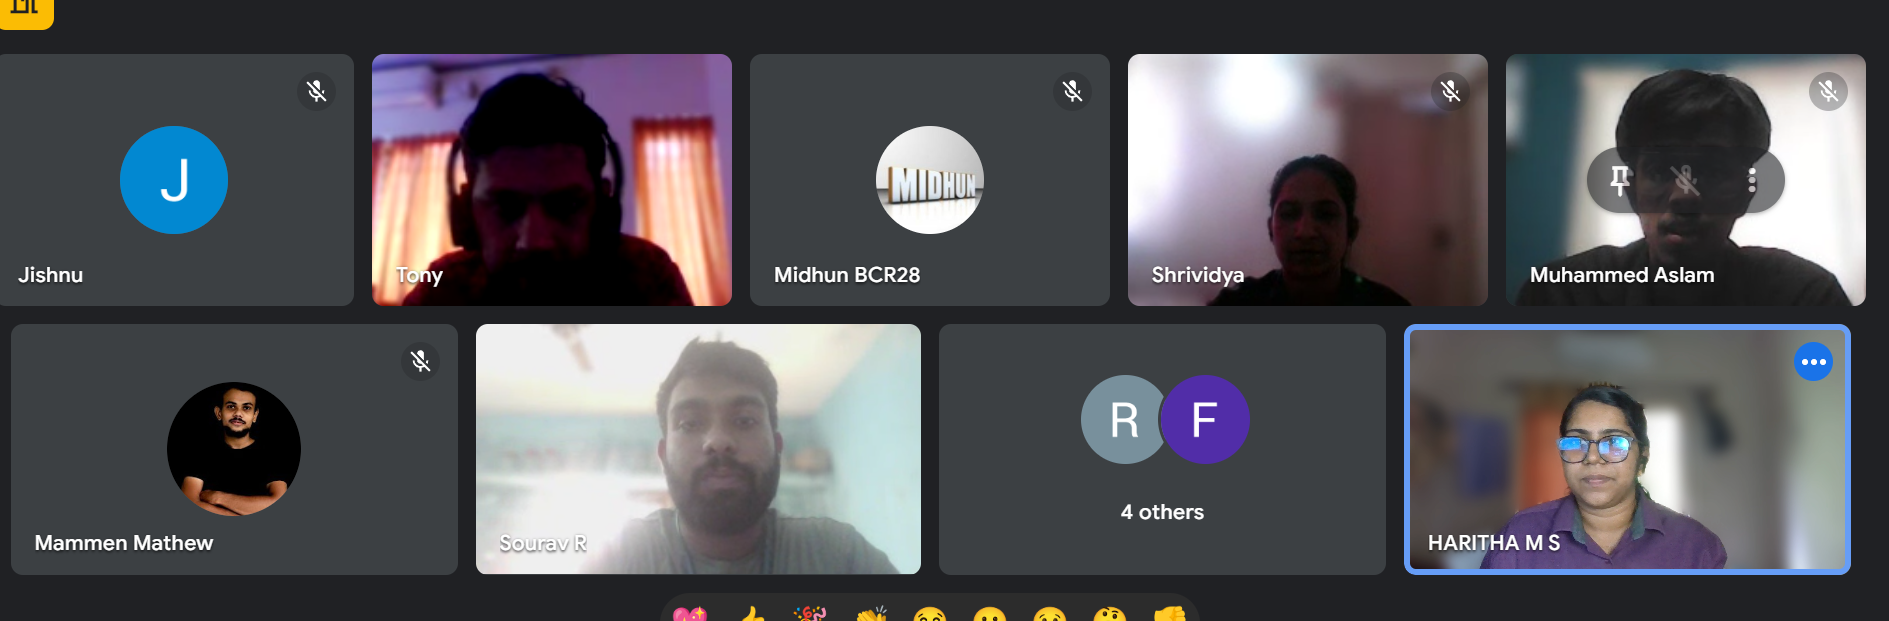 J
Jishnu
Tony
MIDHUN
Midhun BCR28
Shrividya
Muhammed Aslam
Mammen Mathew
Sourav R
R F
4 others
HARITHA M S